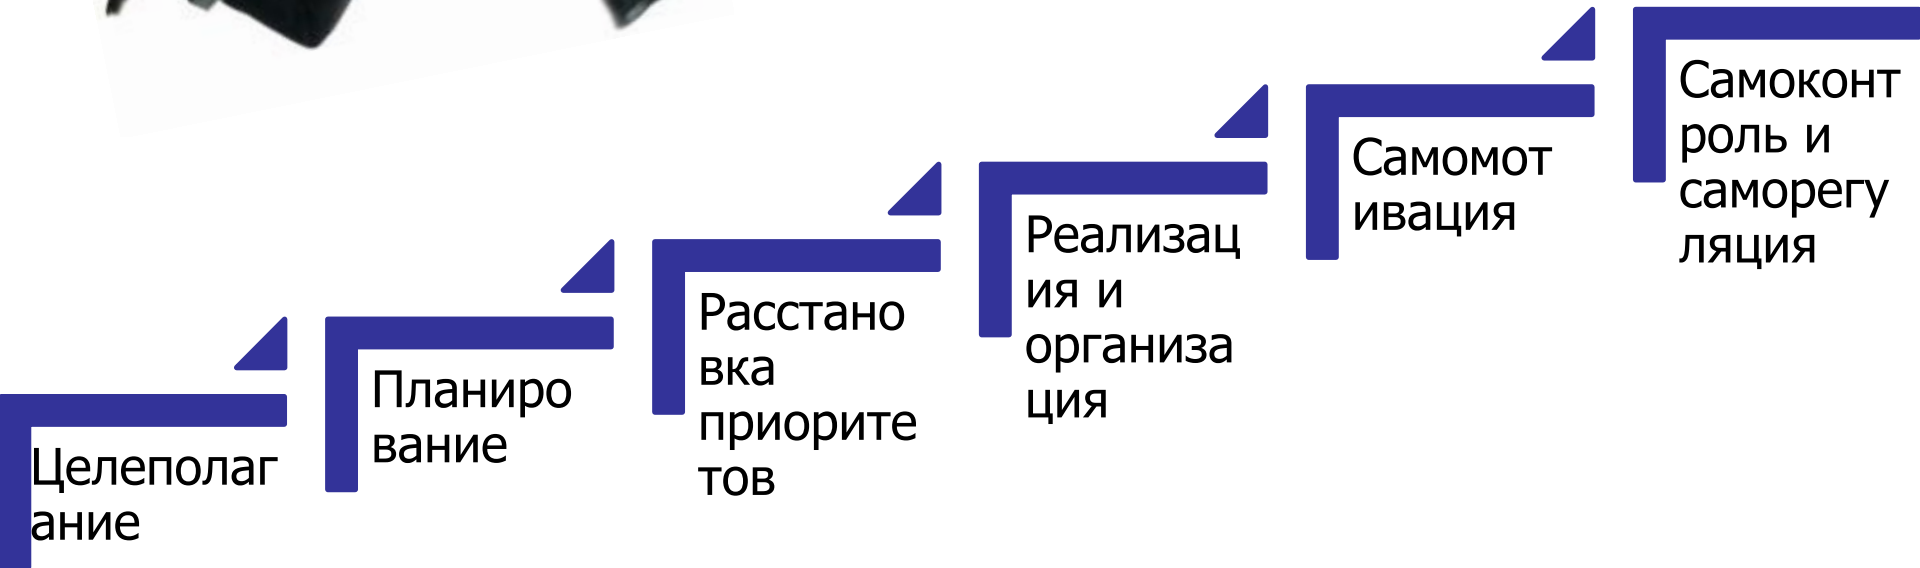 Целеполаг
ание
Планиро
вание
Расстано
вка
приорите
тов
Реализац
ия и
организа
ция
Самомот
ивация
Самоконт
роль и
саморегу
ляция